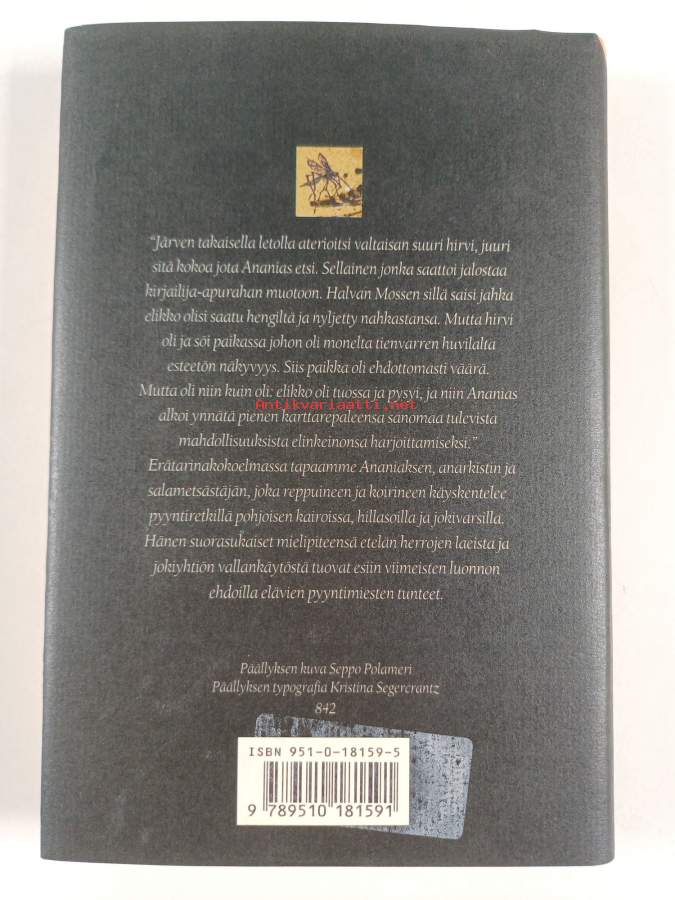 "Järven takaisella letolla aterioitsi valtaisan suuri hirvi, juuri
sitä kokoa jota Ananias etsi. Sellainen jonka saattoi jalostaa
kirjailija-apurahan muotoon. Halvan Mossen sillä saisi jahka
elikko olisi saatu hengiltä ja nyljetty nahkastansa. Mutta hirvi
oli ja söi paikassa johon oli monelta tienvarren huvilalta
esteetön näkyvyys. Siis paikka oli ehdottomasti väärä.
Mutta oli niin kuin oli: elikko oli tuossa ja pysyi, ja niin Ananias
Antikvariaatti.net
alkoi ynnätä pienen karttarepaleensa sanomaa tulevista
mahdollisuuksista elinkeinonsa harjoittamiseksi."
Erätarinakokoelmassa tapaamme Ananiaksen, anarkistin ja
salametsästäjän, joka reppuineen ja koirineen käyskentelee
pyyntiretkillä pohjoisen kairoissa, hillasoilla ja jokivarsilla.
Hänen suorasukaiset mielipiteensä etelän herrojen laeista ja
jokiyhtiön vallankäytöstä tuovat esiin viimeisten luonnon
ehdoilla elävien pyyntimiesten tunteet.
Päällyksen kuva Seppo Polameri
Päällyksen typografia Kristina Segercrantz
842
ISBN 951-0-18159-5
9 789510 181591